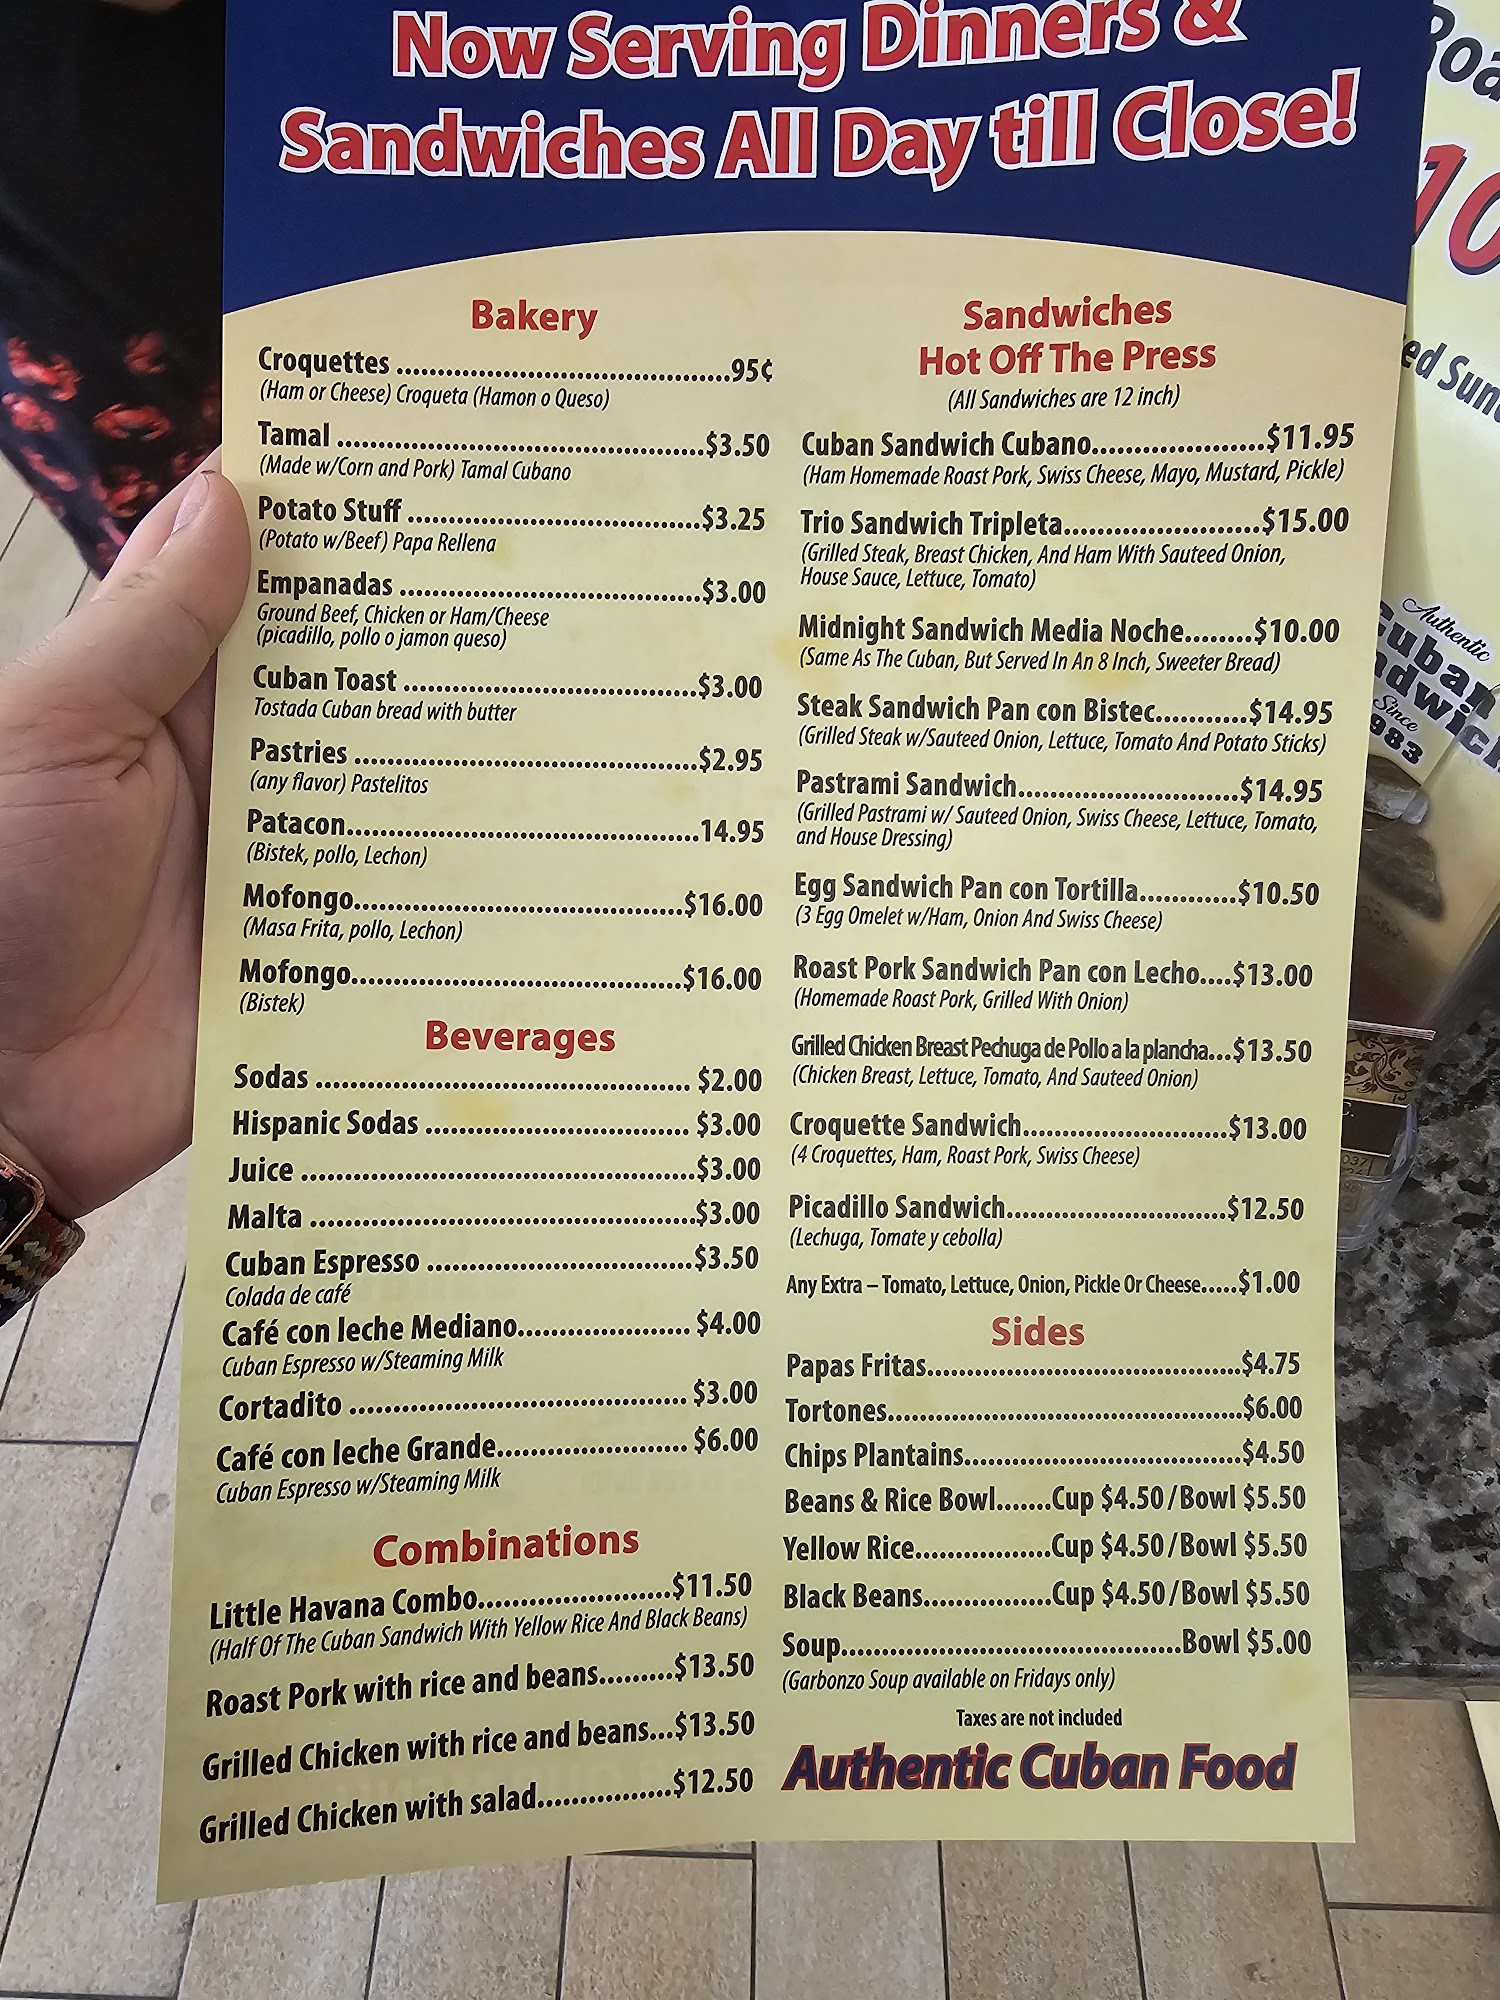 Now Serving Dinners &
Sandwiches All Day till Close!
Bakery
Croquettes ........................................95¢
(Ham or Cheese) Croqueta (Hamon o Queso)
Tamal ............................................$3.50
(Made w/Corn and Pork) Tamal Cubano
Potato Stuff ...................................$3.25
(Potato w/Beef) Papa Rellena
Empanadas ....................................$3.00
Ground Beef, Chicken or Ham/Cheese
(picadillo, pollo o jamon queso)
Cuban Toast ...................................$3.00
Tostada Cuban bread with butter
Pastries .........................................$2.95
(any flavor) Pastelitos
Patacon..........................................14.95
(Bistek, pollo, Lechon)
Mofongo.......................................$16.00
(Masa Frita, pollo, Lechon)
Mofongo.......................................$16.00
(Bistek)
Beverages
Sodas ............................................. $2.00
Hispanic Sodas ............................... $3.00
Juice ...............................................$3.00
Malta ..............................................$3.00
Cuban Espresso ................................$3.50
Colada de café
Café con leche Mediano..................... $4.00
Cuban Espresso w/Steaming Milk
Cortadito ........................................ $3.00
Café con leche Grande....................... $6.00
Cuban Espresso w/Steaming Milk
Combinations
Little Havana Combo.......................$11.50
(Half Of The Cuban Sandwich With Yellow Rice And Black Beans)
Roast Pork with rice and beans.........$13.50
Grilled Chicken with rice and beans...$13.50
Grilled Chicken with salad................$12.50
Sandwiches
Hot Off The Press
(All Sandwiches are 12 inch)
Cuban Sandwich Cubano....................$11.95
(Ham Homemade Roast Pork, Swiss Cheese, Mayo, Mustard, Pickle)
Trio Sandwich Tripleta.......................$15.00
(Grilled Steak, Breast Chicken, And Ham With Sauteed Onion,
House Sauce, Lettuce, Tomato)
Midnight Sandwich Media Noche........$10.00
(Same As The Cuban, But Served In An 8 Inch, Sweeter Bread)
Steak Sandwich Pan con Bistec...........$14.95
(Grilled Steak w/Sauteed Onion, Lettuce, Tomato And Potato Sticks)
Pastrami Sandwich..........................$14.95
(Grilled Pastrami w/ Sauteed Onion, Swiss Cheese, Lettuce, Tomato,
and House Dressing)
Egg Sandwich Pan con Tortilla............$10.50
(3 Egg Omelet w/Ham, Onion And Swiss Cheese)
Roast Pork Sandwich Pan con Lecho....$13.00
(Homemade Roast Pork, Grilled With Onion)
Grilled Chicken Breast Pechuga de Pollo a la plancha...$13.50
(Chicken Breast, Lettuce, Tomato, And Sauteed Onion)
Croquette Sandwich........................$13.00
(4 Croquettes, Ham, Roast Pork, Swiss Cheese)
Picadillo Sandwich..........................$12.50
(Lechuga, Tomate y cebolla)
Any Extra – Tomato, Lettuce, Onion, Pickle Or Cheese.....$1.00
Sides
Papas Fritas.....................................$4.75
Tortones..........................................$6.00
Chips Plantains.................................$4.50
Beans & Rice Bowl.......Cup $4.50/Bowl $5.50
Yellow Rice.................Cup $4.50/Bowl $5.50
Black Beans................Cup $4.50/Bowl $5.50
Soup........................................Bowl $5.00
(Garbonzo Soup available on Fridays only)
Taxes are not included
Authentic Cuban Food
10
Authentic
Cuban
Since